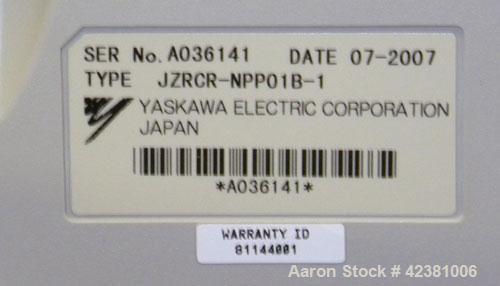 SER No. A036141 DATE 07-2007
TYPE JZRCR-NPP01B-1
YASKAWA ELECTRIC CORPORATION
JAPAN
*A036141*
WARRANTY ID
81144001
Aaron Stock # 42381006